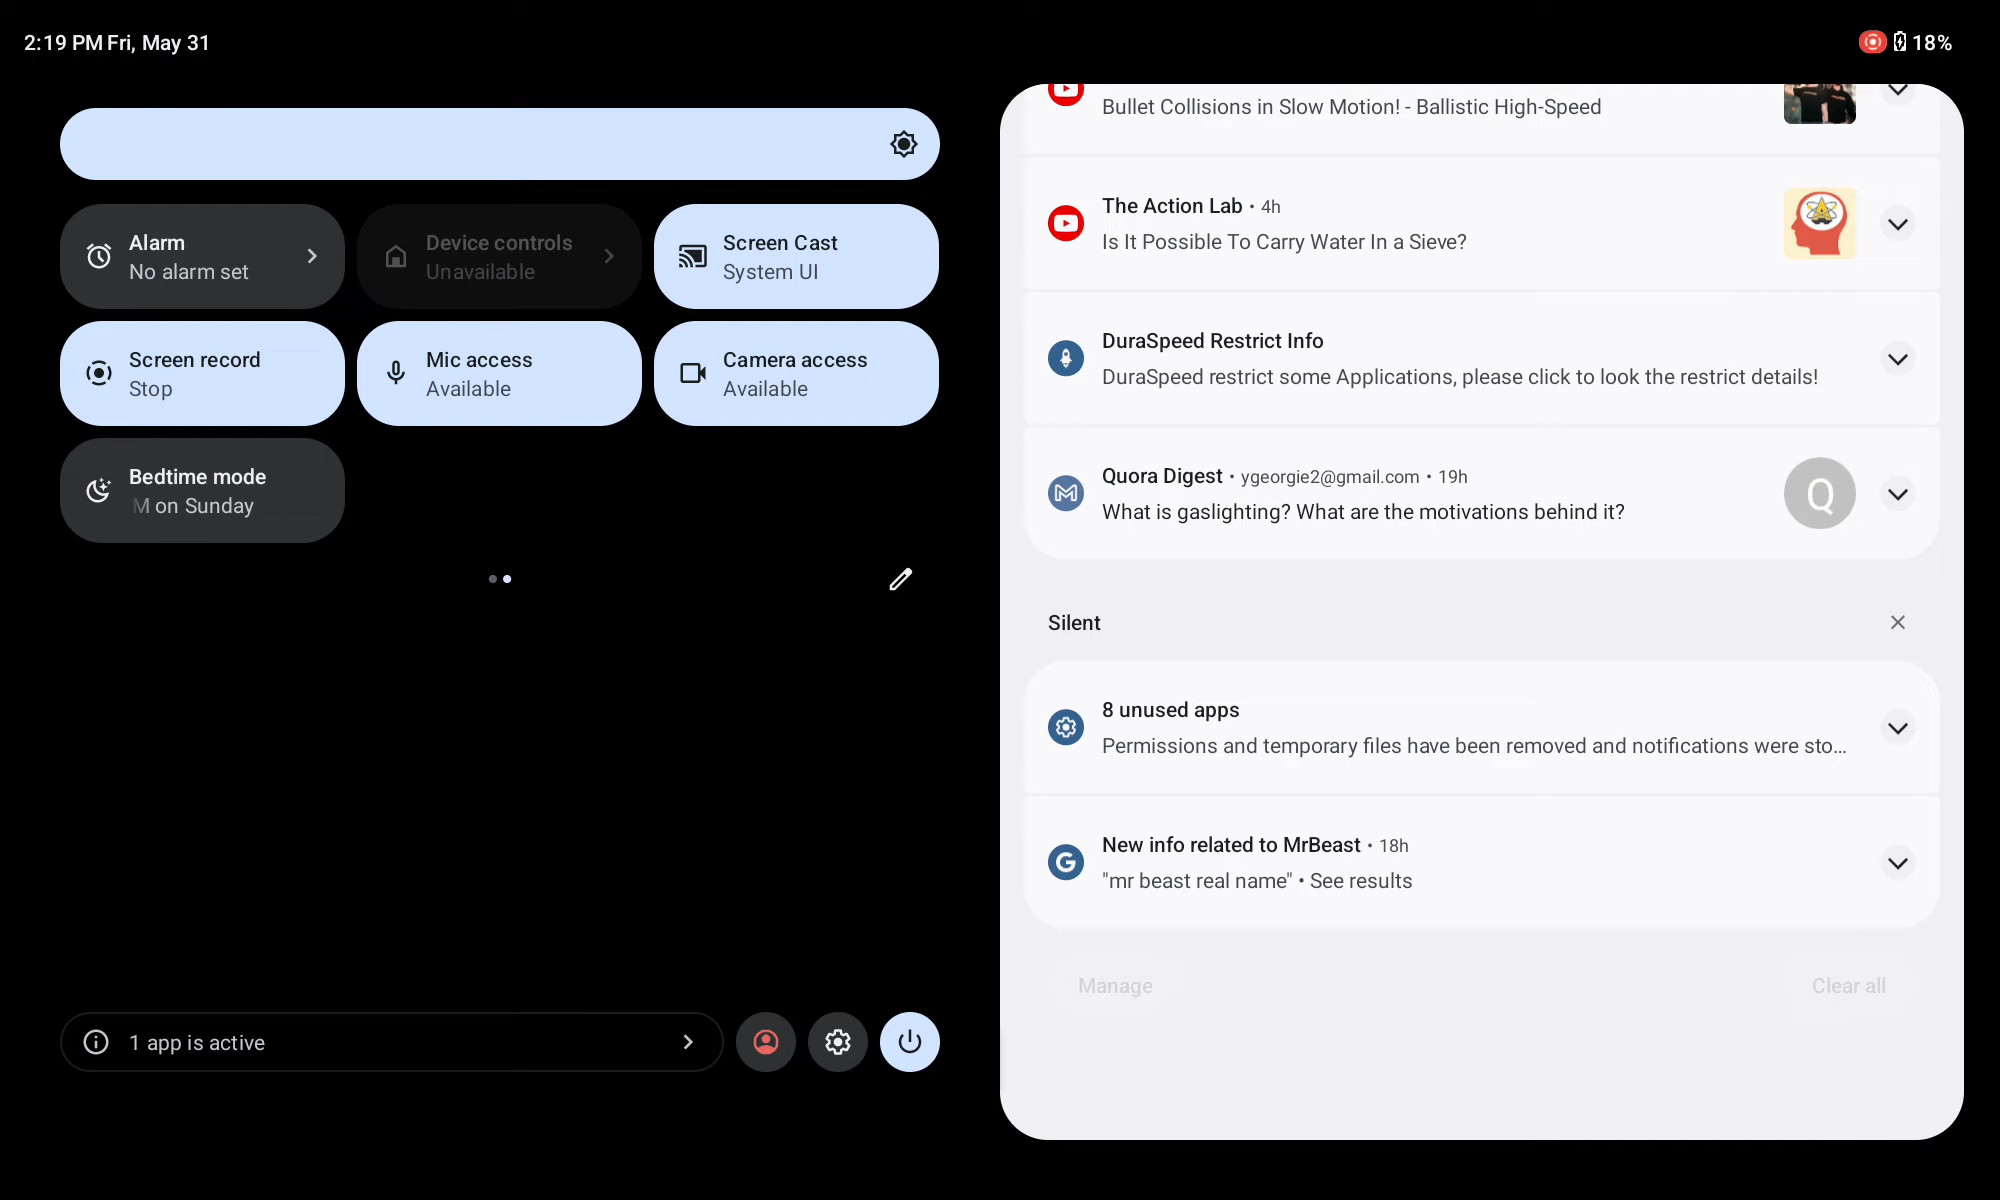 2:19 PM Fri, May 31
18%
Alarm
No alarm set
Device controls
Unavailable
Screen Cast
System UI
Screen record
Stop
Mic access
Available
Camera access
Available
Bedtime mode
M on Sunday
1 app is active
Bullet Collisions in Slow Motion! - Ballistic High-Speed
The Action Lab • 4h
Is It Possible To Carry Water In a Sieve?
DuraSpeed Restrict Info
DuraSpeed restrict some Applications, please click to look the restrict details!
Quora Digest • ygeorgie2@gmail.com • 19h
What is gaslighting? What are the motivations behind it?
Q
Silent
8 unused apps
Permissions and temporary files have been removed and notifications were sto...
New info related to MrBeast • 18h
"mr beast real name" • See results
Manage
Clear all